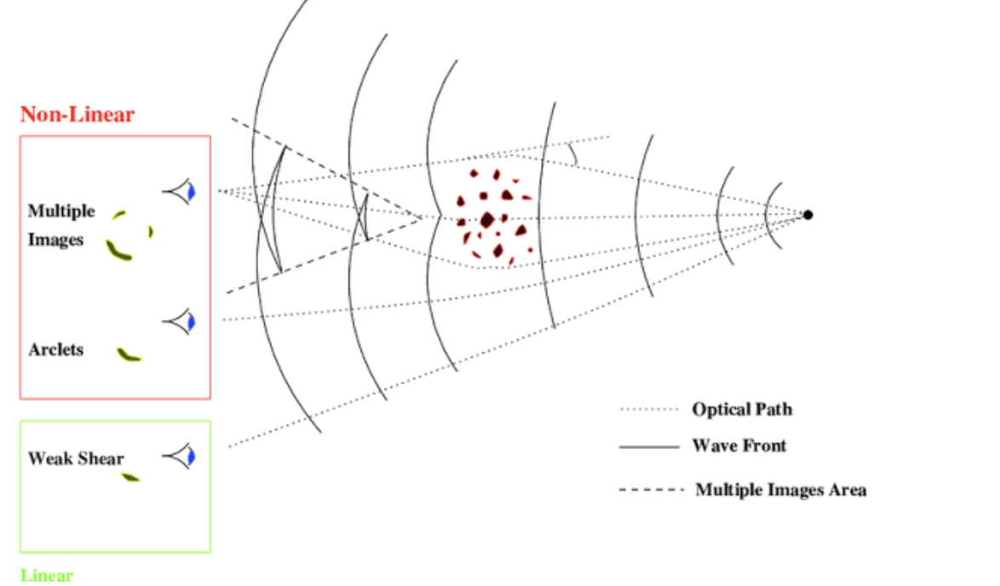 Non-Linear
Multiple
Images
Arclets
Weak Shear
Linear
Optical Path
Wave Front
Multiple Images Area